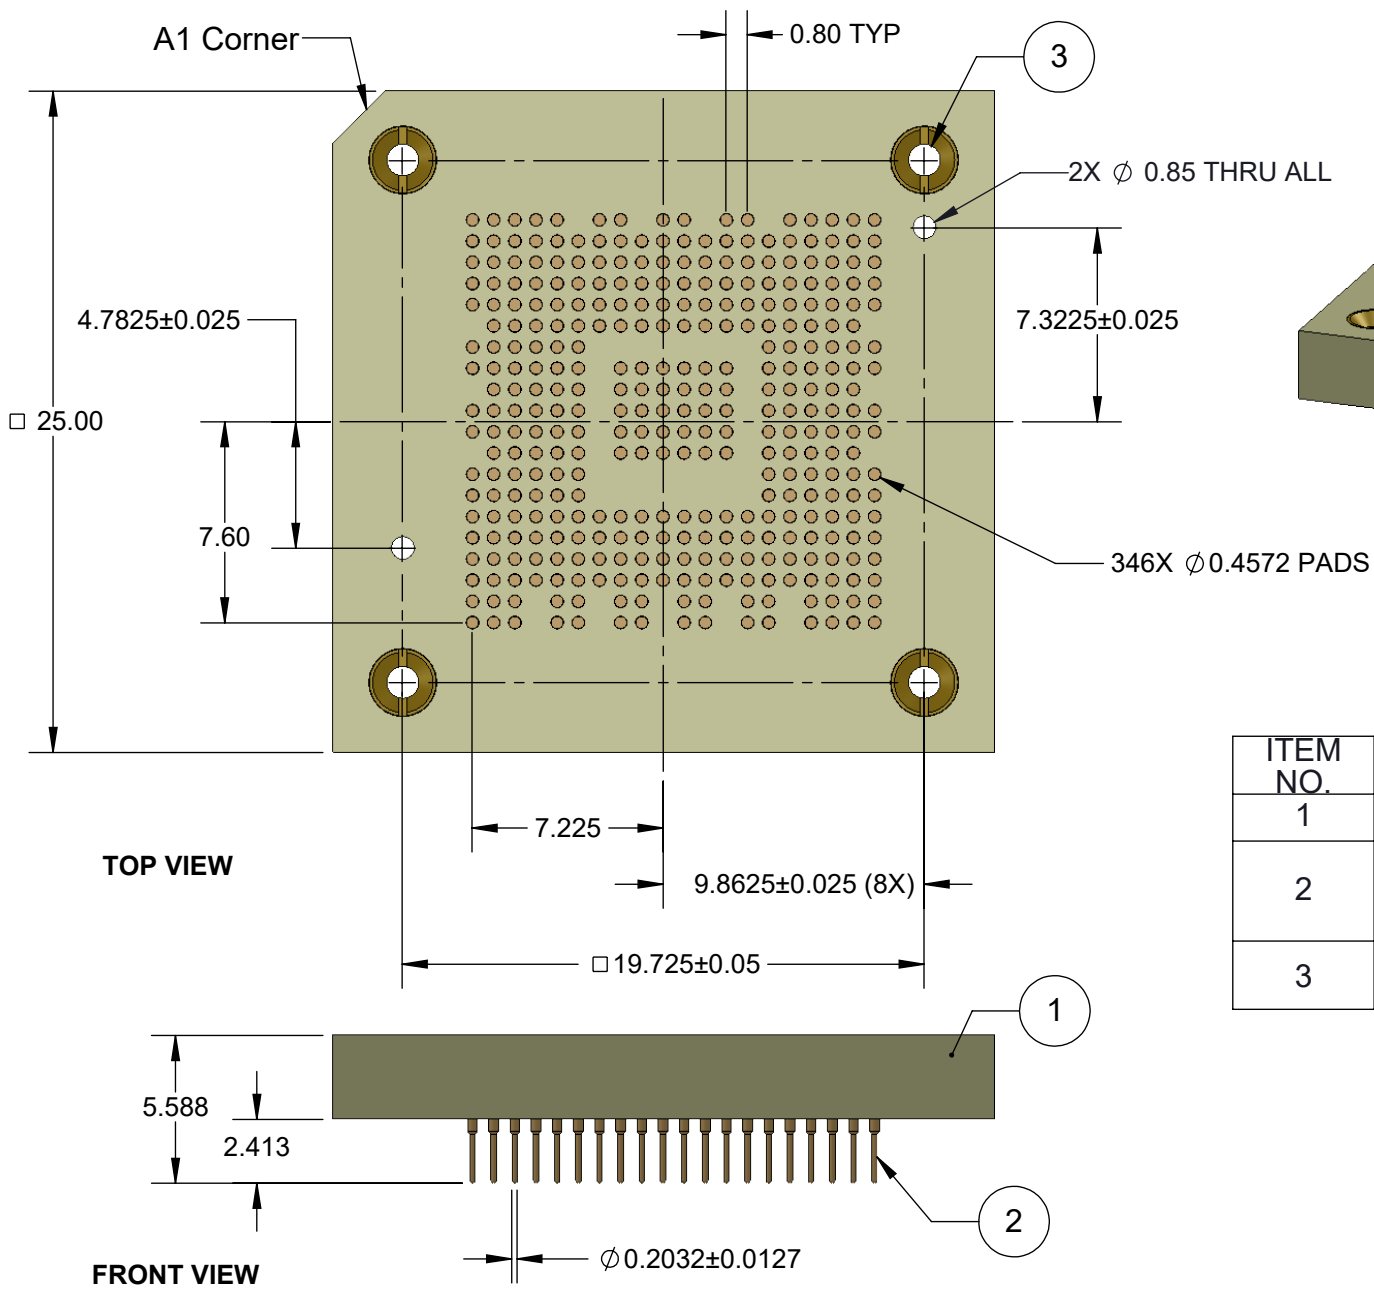 A1 Corner
0.80 TYP
3
2X ∅ 0.85 THRU ALL
4.7825±0.025
7.3225±0.025
□ 25.00
7.60
346X ∅ 0.4572 PADS
7.225
TOP VIEW
9.8625±0.025 (8X)
□ 19.725±0.05
ITEM
NO.
1
2
3
1
5.588
2.413
2
∅ 0.2032±0.0127
FRONT VIEW